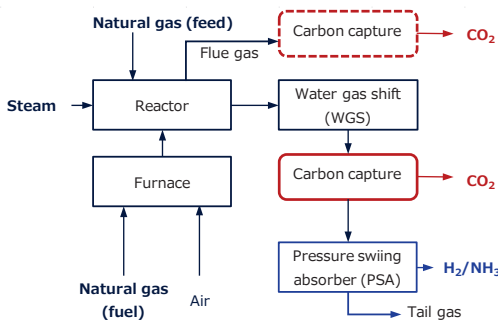 Natural gas (feed)
Carbon capture
CO2
Flue gas
Steam
Reactor
Water gas shift
(WGS)
Furnace
Carbon capture
CO2
Pressure swiing
absorber (PSA)
H2/NH3
Natural gas
(fuel)
Air
Tail gas